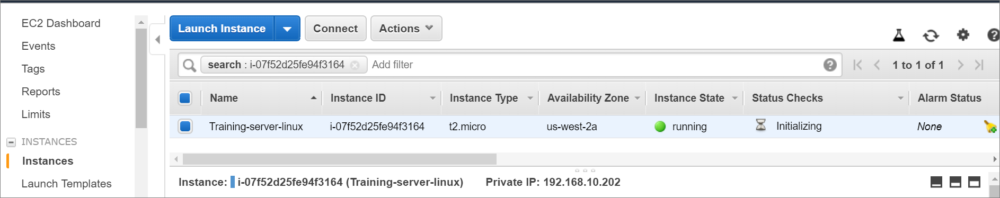 EC2 Dashboard
Events
Tags
Reports
Limits
INSTANCES
Instances
Launch Templates
Launch Instance Connect Actions
search : i-07f52d25fe94f3164 Add filter 1 to 1 of 1
Name Instance ID Instance Type Availability Zone Instance State Status Checks Alarm Status
Training-server-linux i-07f52d25fe94f3164 t2.micro us-west-2a running Initializing None
Instance: i-07f52d25fe94f3164 (Training-server-linux) Private IP: 192.168.10.202